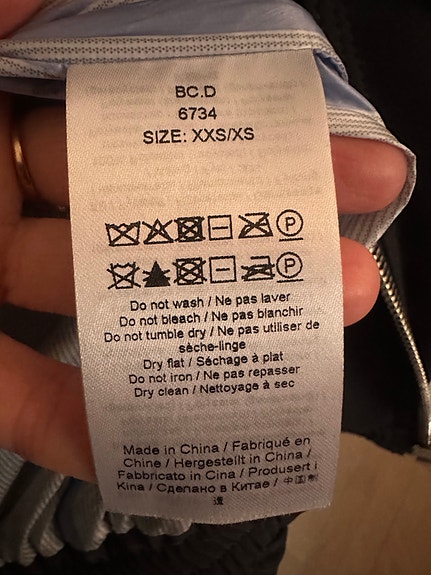 BC.D
6734
SIZE: XXS/XS
P
P
Do not wash / Ne pas laver
Do not bleach / Ne pas blanchir
Do not tumble dry / Ne pas utiliser de
sèche-linge
Dry flat / Séchage à plat
Do not iron / Ne pas repasser
Dry clean / Nettoyage à sec
Made in China / Fabriqué en
Chine / Hergestellt in China /
Fabbricato in Cina / Produsert i
Kina / Сделано в Китае / 中国制
造